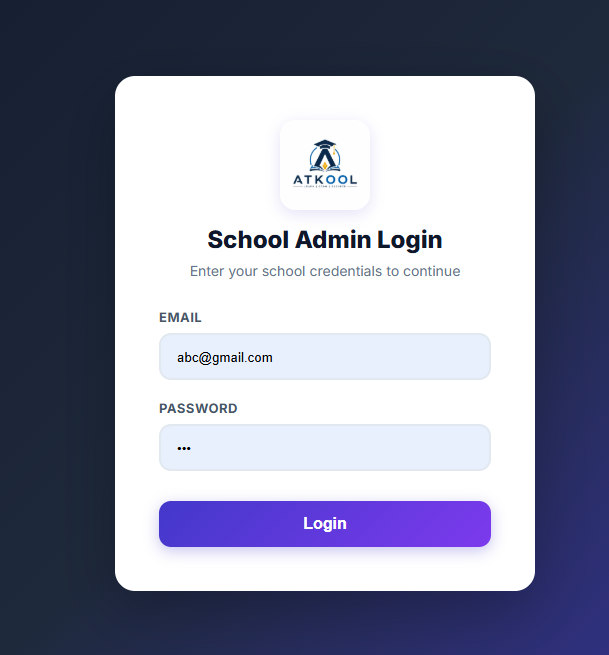 ATKOOL
School Admin Login
Enter your school credentials to continue
EMAIL
abc@gmail.com
PASSWORD
•••
Login